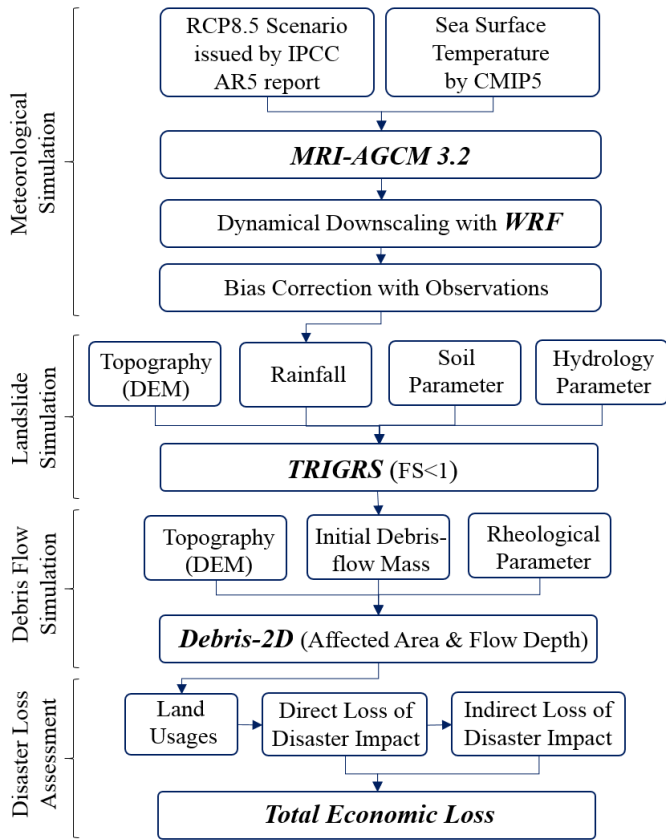 Meteorological
Simulation
RCP8.5 Scenario
issued by IPCC
AR5 report
Sea Surface
Temperature
by CMIP5
MRI-AGCM 3.2
Dynamical Downscaling with WRF
Bias Correction with Observations
Landslide
Simulation
Topography
(DEM)
Rainfall
Soil
Parameter
Hydrology
Parameter
TRIGRS (FS<1)
Debris Flow
Simulation
Topography
(DEM)
Initial Debris-
flow Mass
Rheological
Parameter
Debris-2D (Affected Area & Flow Depth)
Disaster Loss
Assessment
Land
Usages
Direct Loss of
Disaster Impact
Indirect Loss of
Disaster Impact
Total Economic Loss